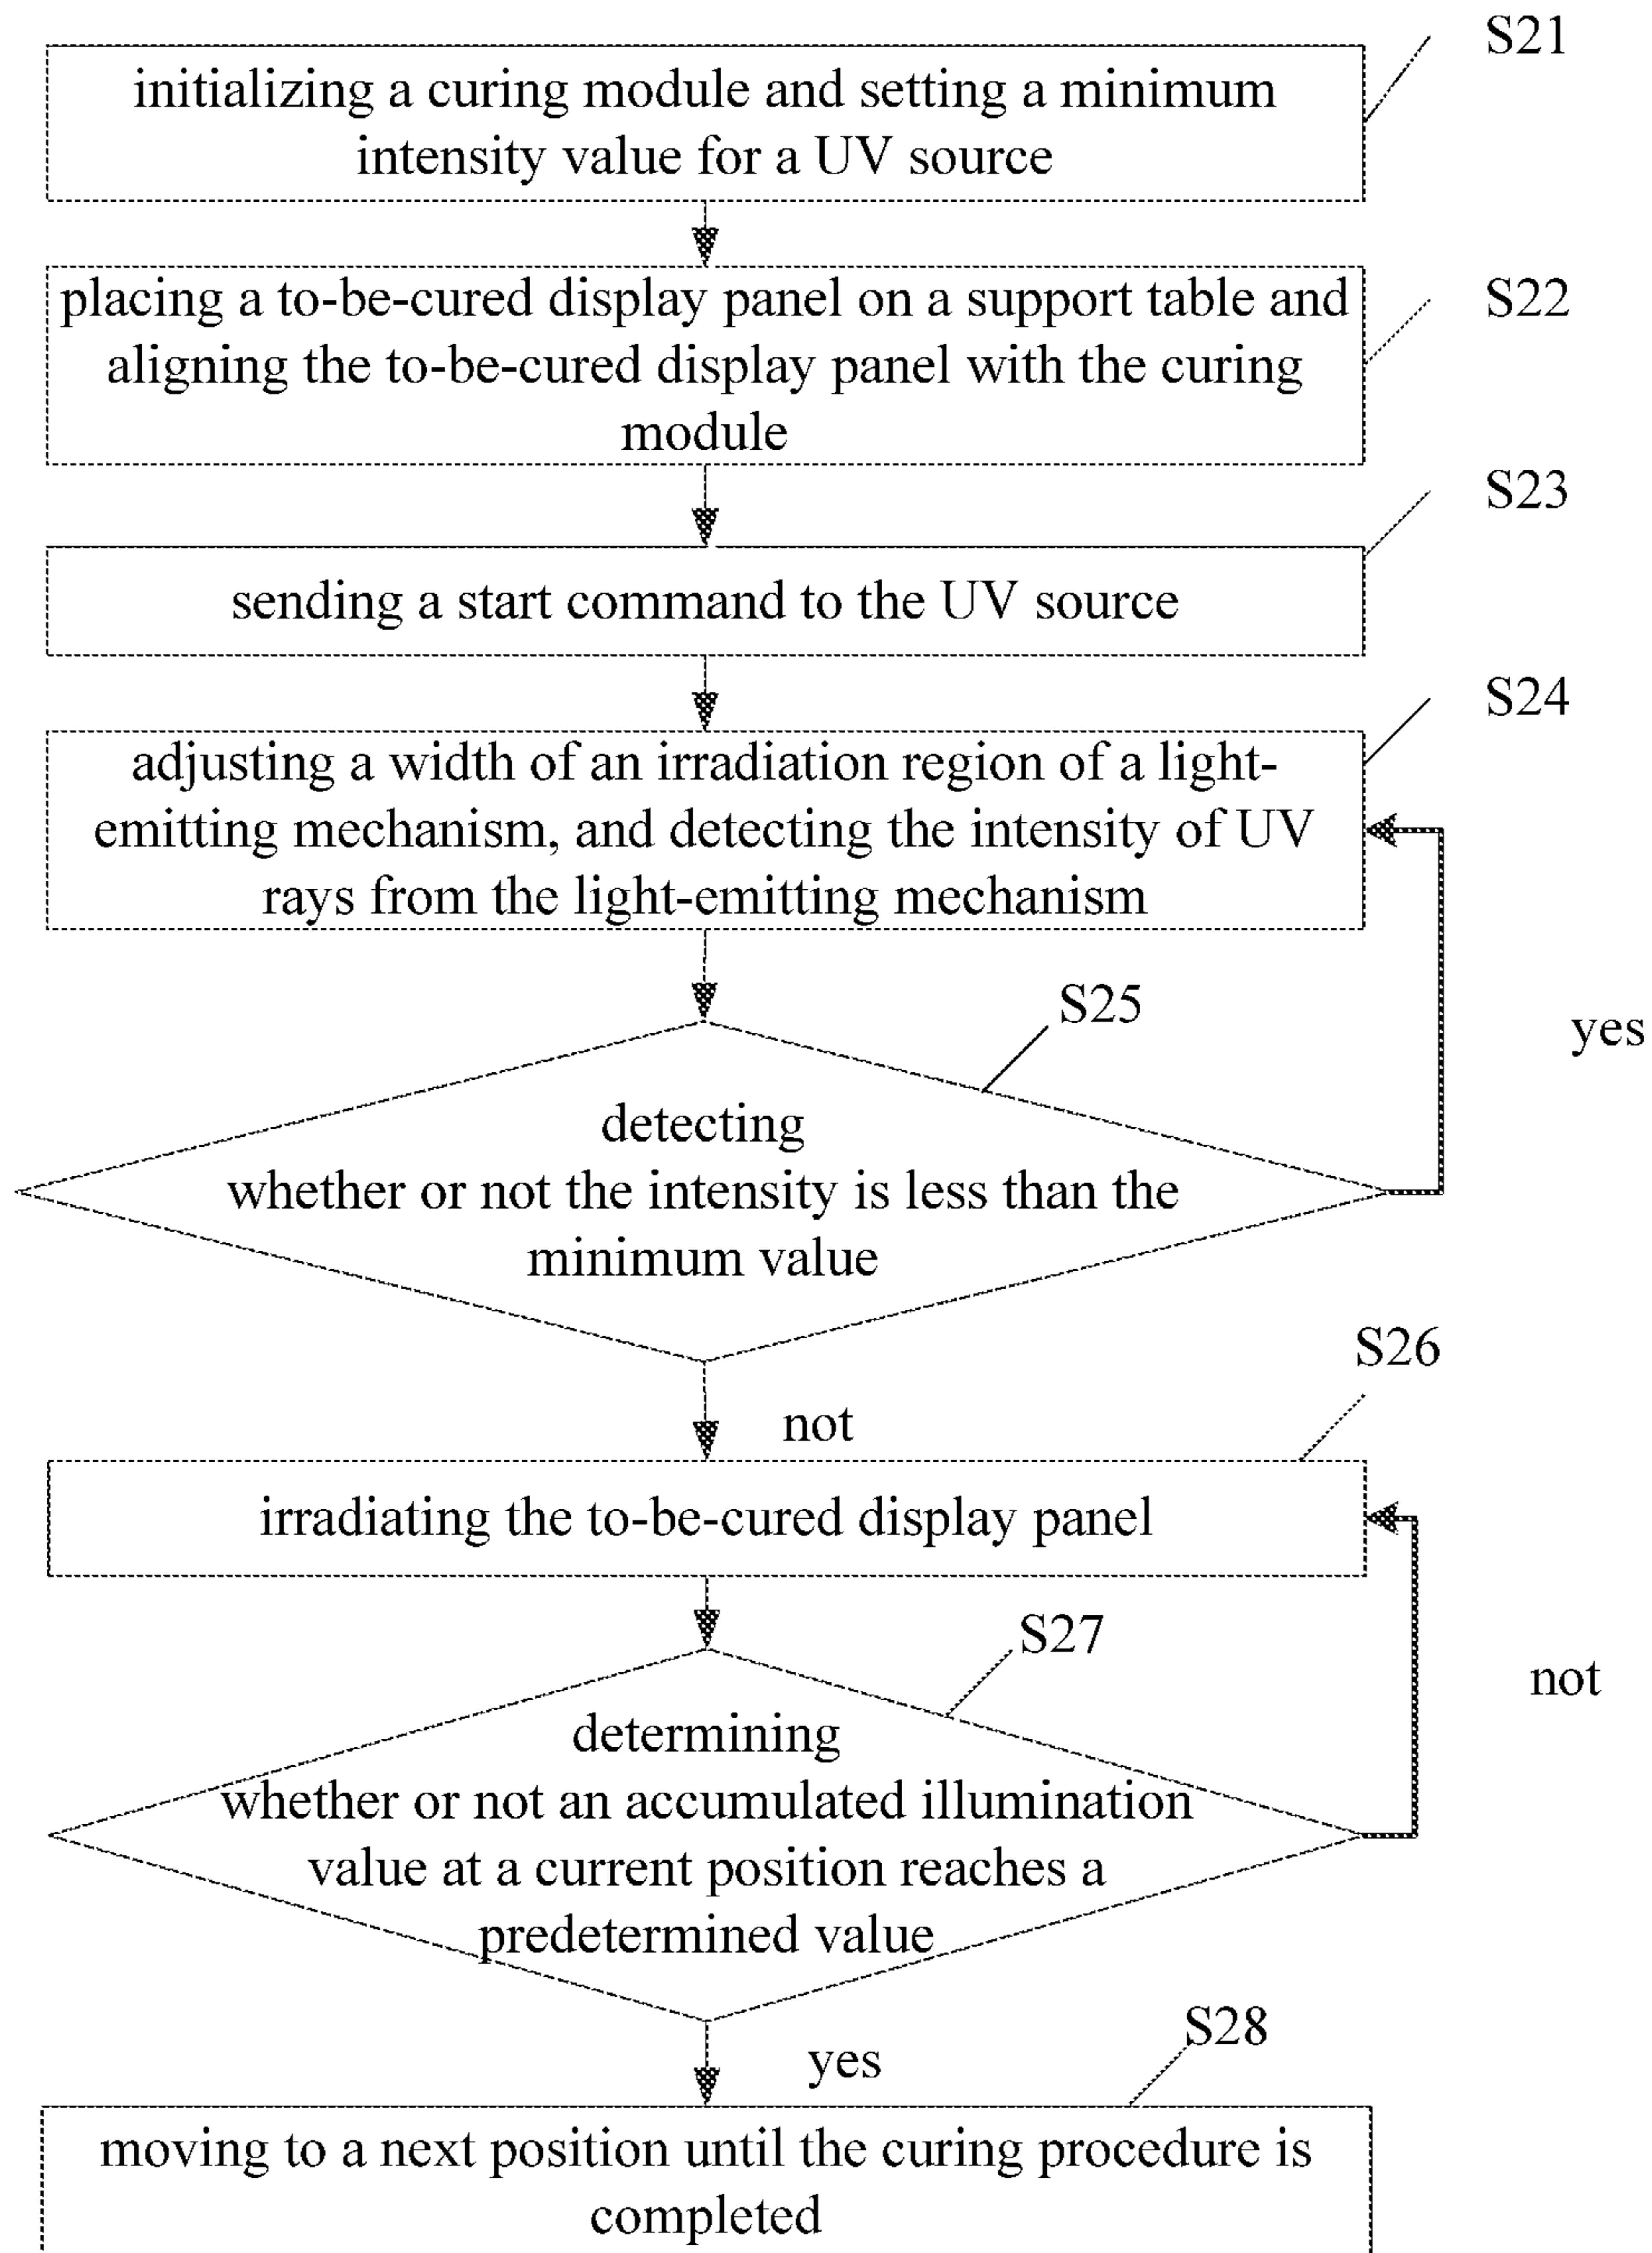 S21
initializing a curing module and setting a minimum
intensity value for a UV source
S22
placing a to-be-cured display panel on a support table and
aligning the to-be-cured display panel with the curing
module
S23
sending a start command to the UV source
S24
adjusting a width of an irradiation region of a light-
emitting mechanism, and detecting the intensity of UV
rays from the light-emitting mechanism
S25
yes
detecting
whether or not the intensity is less than the
minimum value
S26
not
irradiating the to-be-cured display panel
S27
not
determining
whether or not an accumulated illumination
value at a current position reaches a
predetermined value
S28
yes
moving to a next position until the curing procedure is
completed